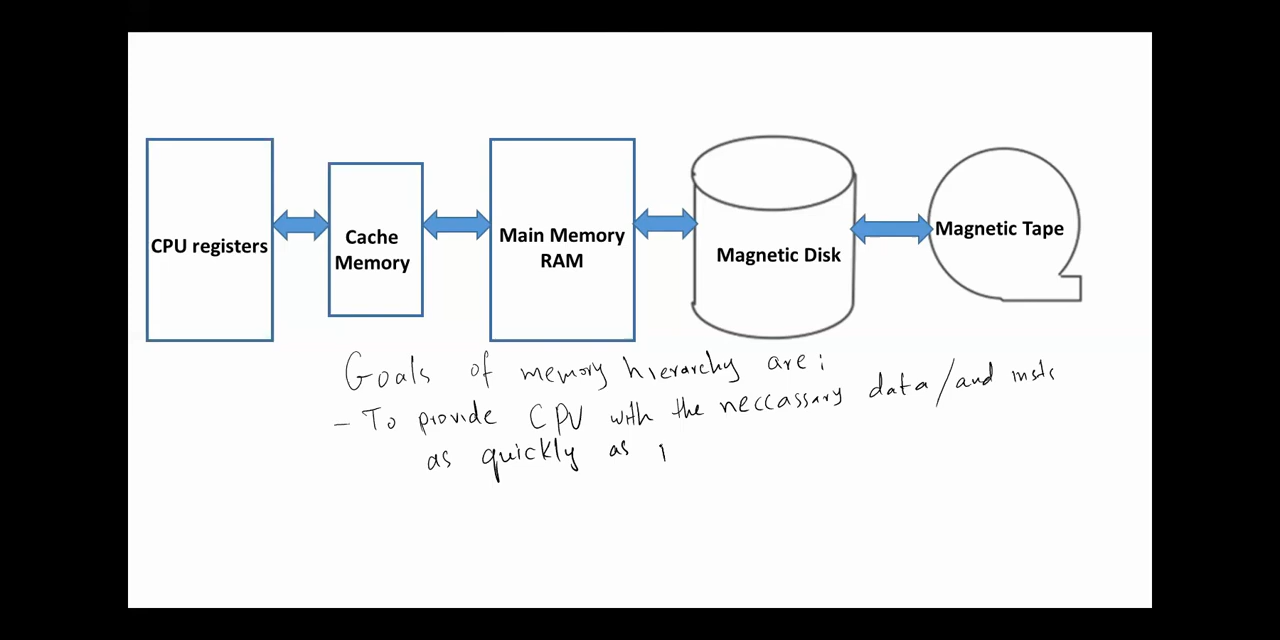 CPU registers
Cache
Memory
Main Memory
RAM
Magnetic Disk
Magnetic Tape
Goals of memory hierarchy are:
- To provide CPU with the neccassary data/and insts
as quickly as